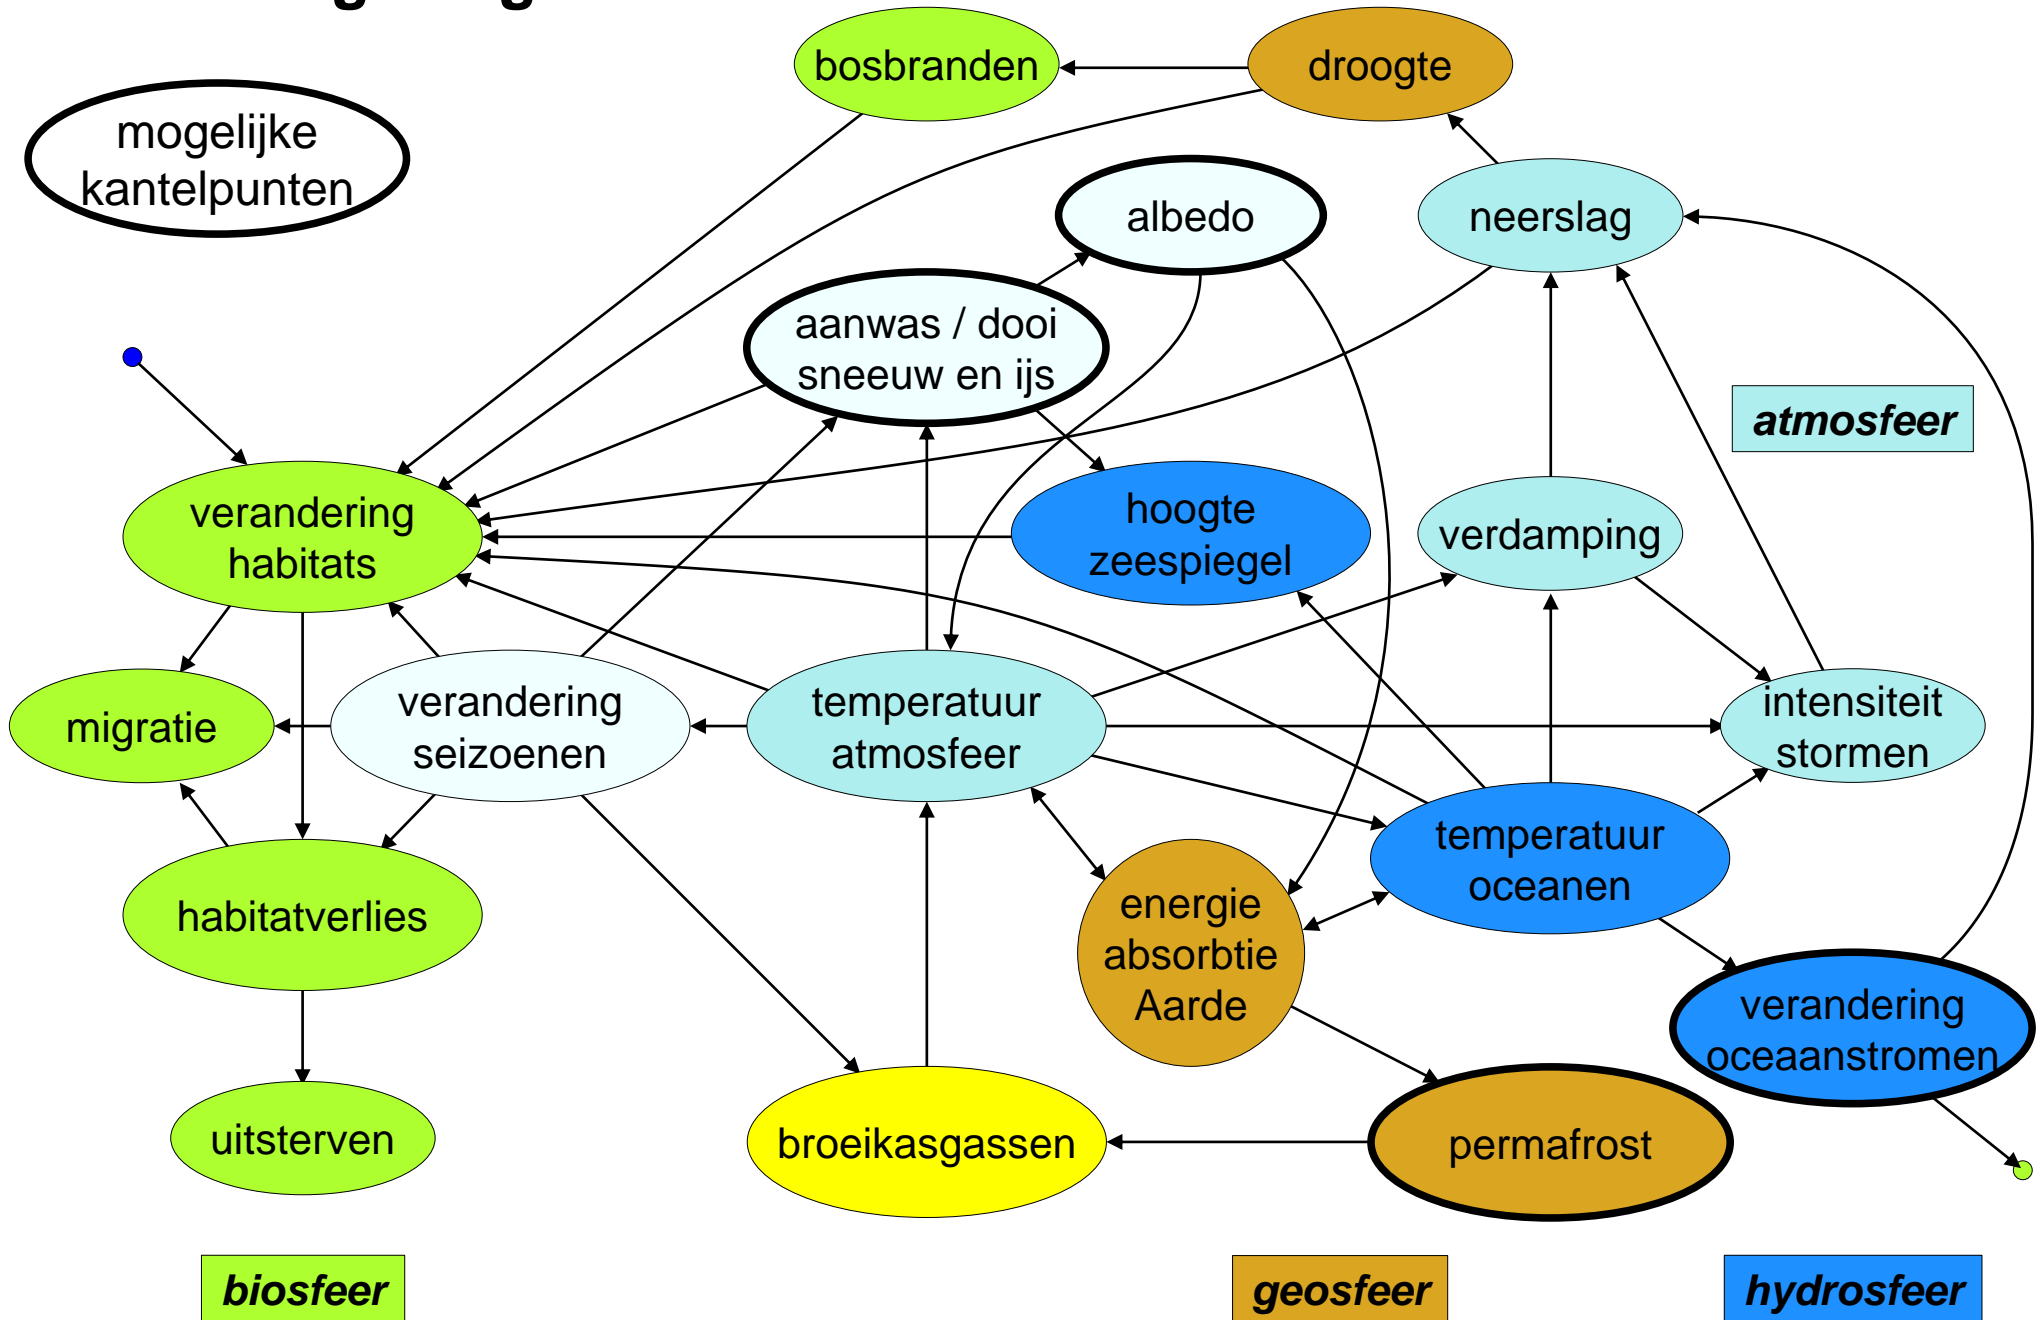 bosbranden
droogte
mogelijke
kantelpunten
albedo
neerslag
aanwas / dooi
sneeuw en ijs
atmosfeer
verandering
habitats
hoogte
zeespiegel
verdamping
migratie
verandering
seizoenen
temperatuur
atmosfeer
intensiteit
stormen
temperatuur
oceanen
habitatverlies
energie
absorbtie
Aarde
verandering
oceaanstromen
uitsterven
broeikasgassen
permafrost
biosfeer
geosfeer
hydrosfeer